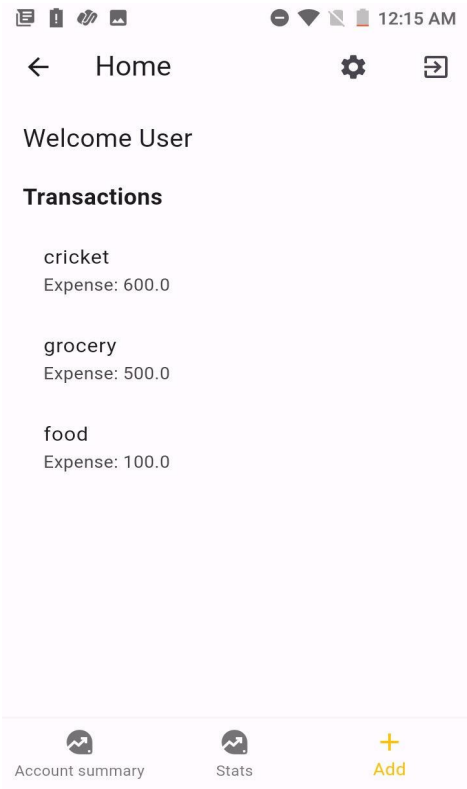 12:15 AM
Home
Welcome User
Transactions
cricket
Expense: 600.0
grocery
Expense: 500.0
food
Expense: 100.0
Account summary Stats Add